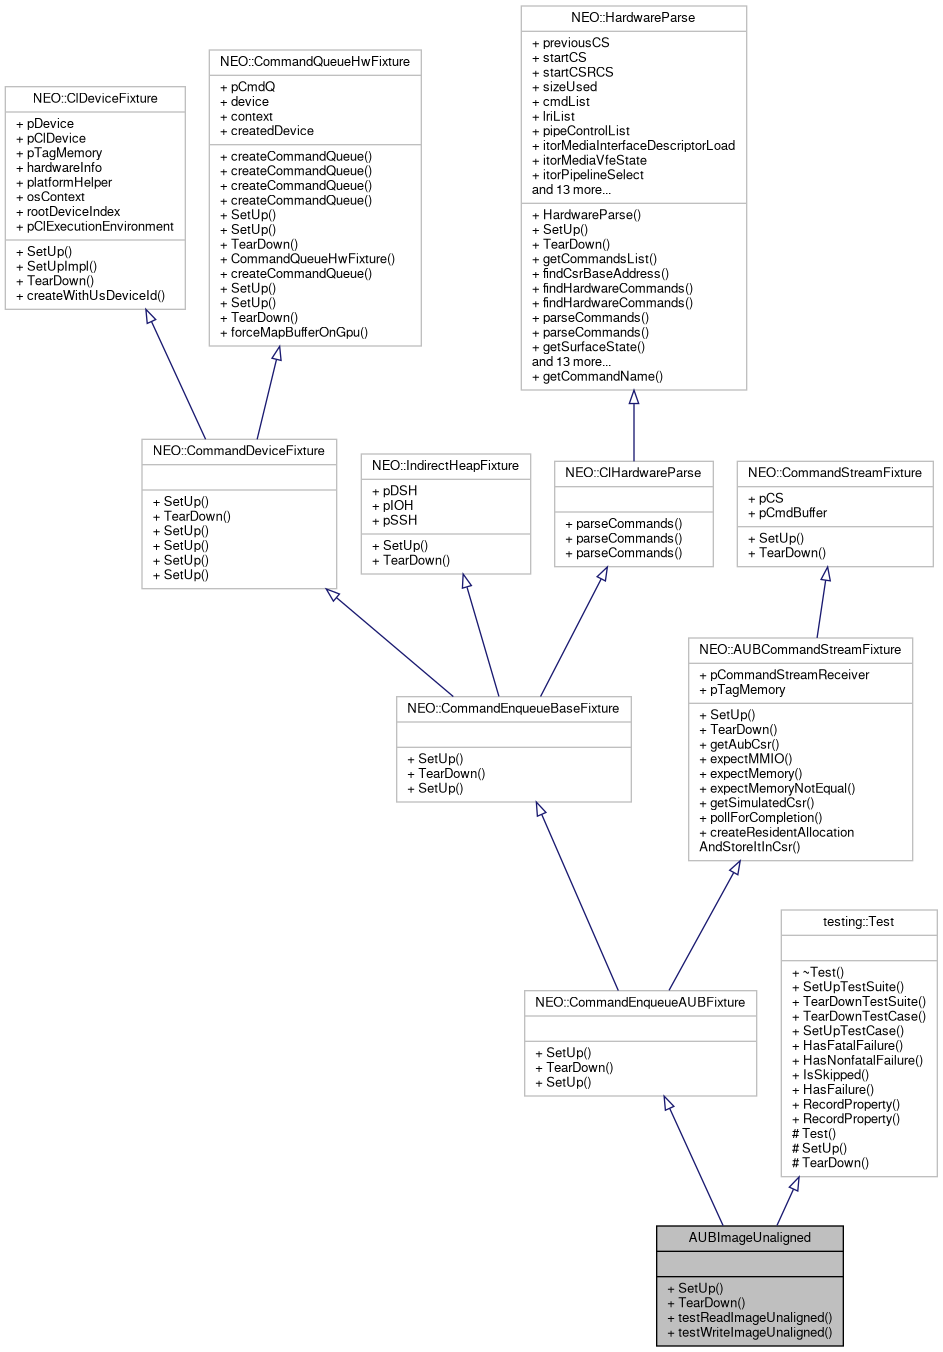 NEO::HardwareParse
+ previousCS
+ startCS
+ startCSRCS
+ sizeUsed
+ cmdList
+ lriList
+ pipeControlList
+ itorMediaInterfaceDescriptorLoad
+ itorMediaVfeState
+ itorPipelineSelect
and 13 more...
+ HardwareParse()
+ SetUp()
+ TearDown()
+ getCommandsList()
+ findCsrBaseAddress()
+ findHardwareCommands()
+ findHardwareCommands()
+ parseCommands()
+ parseCommands()
+ getSurfaceState()
and 13 more...
+ getCommandName()
NEO::CommandQueueHwFixture
+ pCmdQ
+ device
+ context
+ createdDevice
+ createCommandQueue()
+ createCommandQueue()
+ createCommandQueue()
+ createCommandQueue()
+ SetUp()
+ SetUp()
+ TearDown()
+ CommandQueueHwFixture()
+ createCommandQueue()
+ SetUp()
+ SetUp()
+ TearDown()
+ forceMapBufferOnGpu()
NEO::ClDeviceFixture
+ pDevice
+ pClDevice
+ pTagMemory
+ hardwareInfo
+ platformHelper
+ osContext
+ rootDeviceIndex
+ pClExecutionEnvironment
+ SetUp()
+ SetUpImpl()
+ TearDown()
+ createWithUsDeviceId()
NEO::CommandDeviceFixture
+ SetUp()
+ TearDown()
+ SetUp()
+ SetUp()
+ SetUp()
+ SetUp()
NEO::IndirectHeapFixture
+ pDSH
+ pIOH
+ pSSH
+ SetUp()
+ TearDown()
NEO::ClHardwareParse
+ parseCommands()
+ parseCommands()
+ parseCommands()
NEO::CommandStreamFixture
+ pCS
+ pCmdBuffer
+ SetUp()
+ TearDown()
NEO::AUBCommandStreamFixture
+ pCommandStreamReceiver
+ pTagMemory
+ SetUp()
+ TearDown()
+ getAubCsr()
+ expectMMIO()
+ expectMemory()
+ expectMemoryNotEqual()
+ getSimulatedCsr()
+ pollForCompletion()
+ createResidentAllocation
AndStoreItInCsr()
NEO::CommandEnqueueBaseFixture
+ SetUp()
+ TearDown()
+ SetUp()
testing::Test
+ ~Test()
+ SetUpTestSuite()
+ TearDownTestSuite()
+ TearDownTestCase()
+ SetUpTestCase()
+ HasFatalFailure()
+ HasNonfatalFailure()
+ IsSkipped()
+ HasFailure()
+ RecordProperty()
+ RecordProperty()
# Test()
# SetUp()
# TearDown()
NEO::CommandEnqueueAUBFixture
+ SetUp()
+ TearDown()
+ SetUp()
AUBImageUnaligned
+ SetUp()
+ TearDown()
+ testReadImageUnaligned()
+ testWriteImageUnaligned()